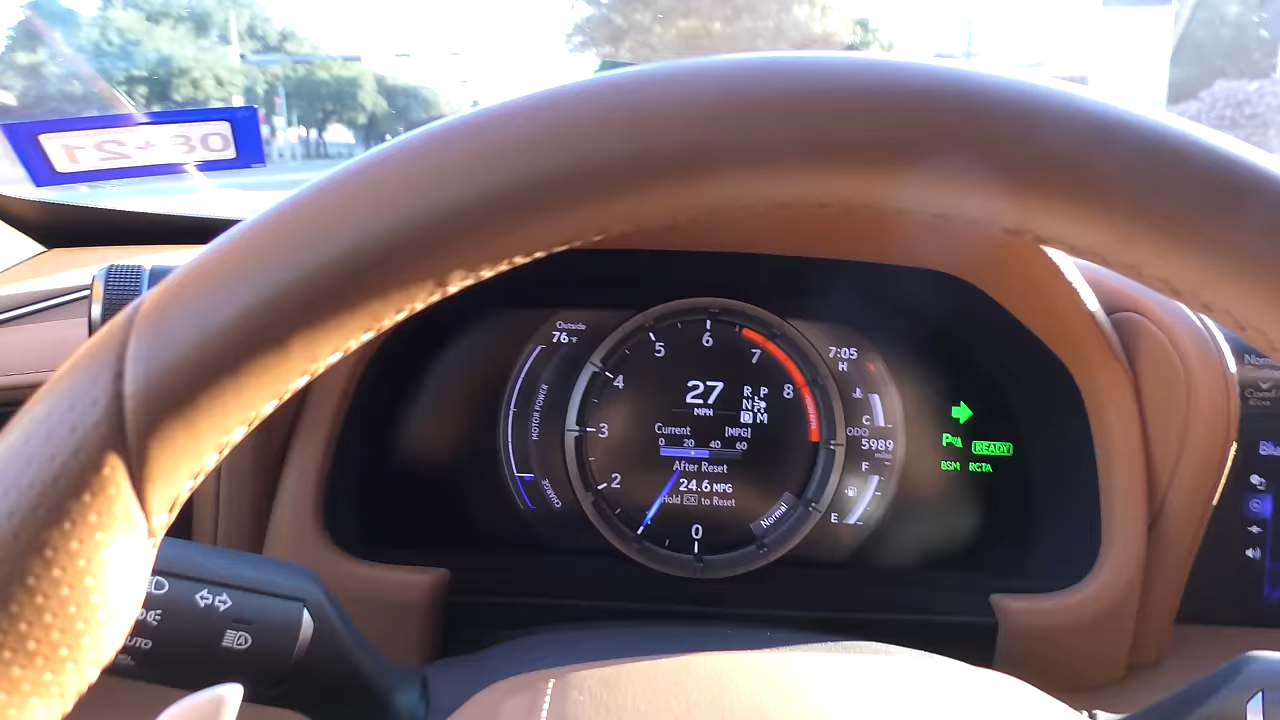 06 21
Outside
76°F
MOTOR POWER
CHARGE
0
2
3
4
5
6
7
8
27
MPH
R P
N
D M
Current [MPG]
0 20 40 60
After Reset
24.6 MPG
Hold OK to Reset
Normal
7:05
H
C
ODO
5989
miles
F
E
READY
BSM RCTA